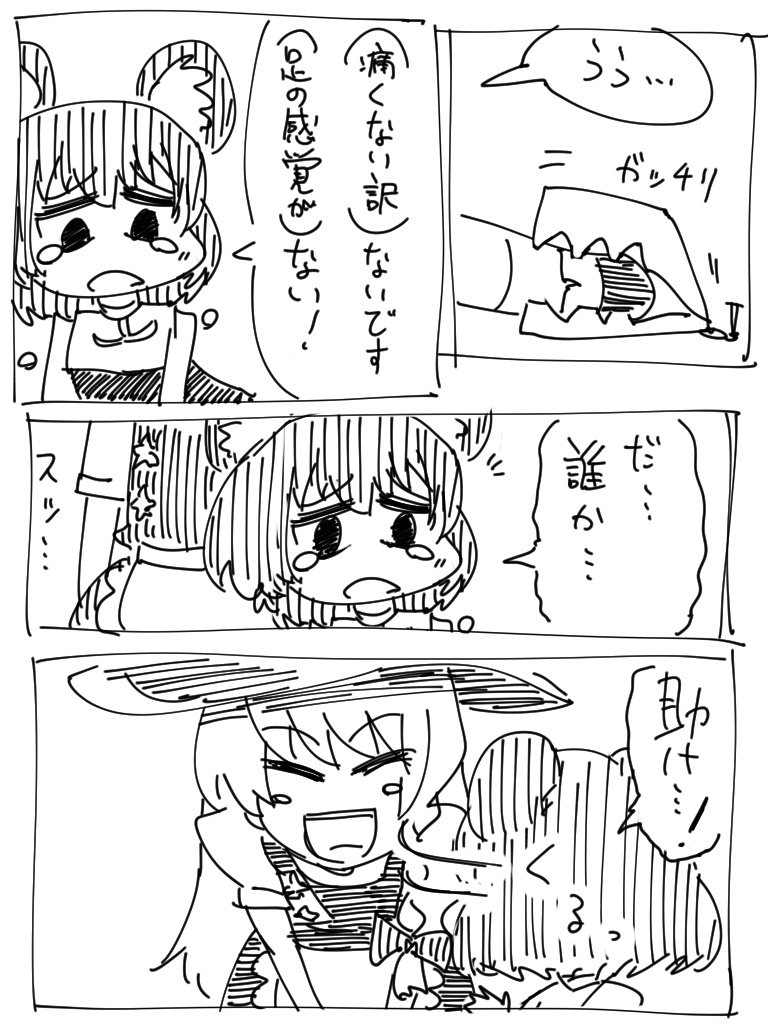 うう…
ガッチリ
(痛くない訳)ないです
(足の感覚が)ない!
だ…
誰か…
スッ…
助け…!
くるっ